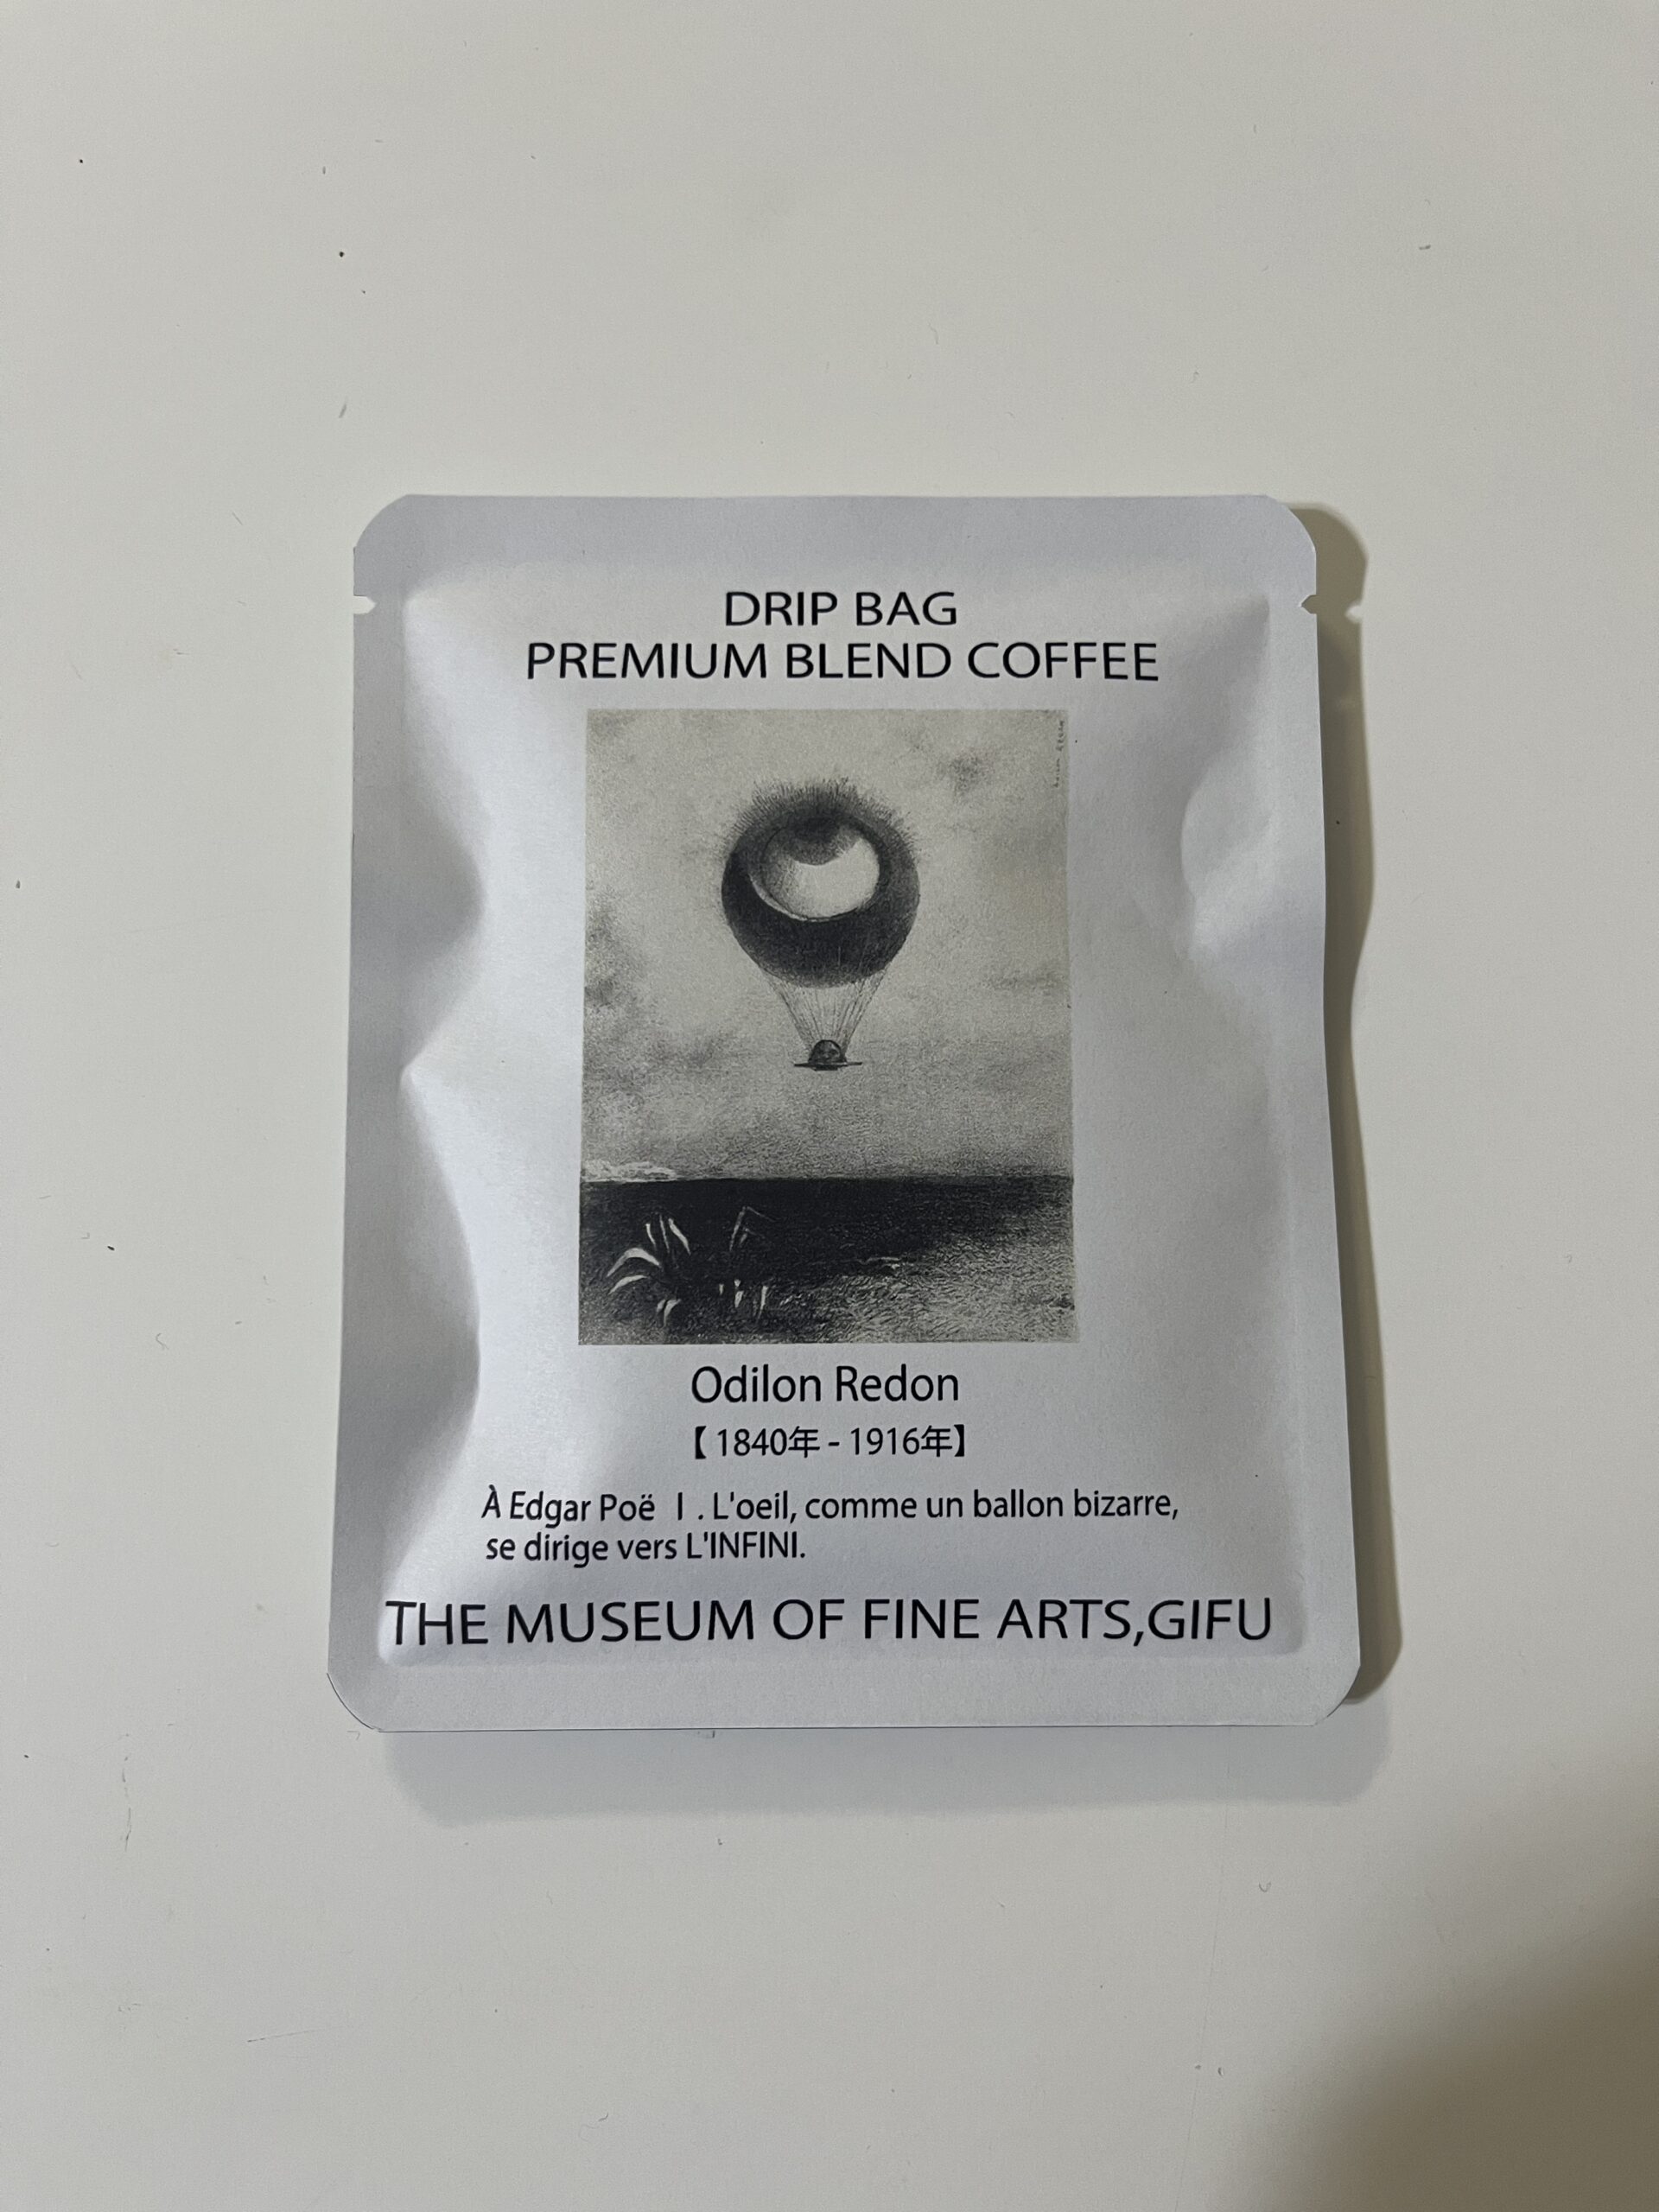 DRIP BAG
PREMIUM BLEND COFFEE
Odilon Redon
【1840年 - 1916年】
À Edgar Poë Ⅰ. L'oeil, comme un ballon bizarre,
se dirige vers L'INFINI.
THE MUSEUM OF FINE ARTS,GIFU